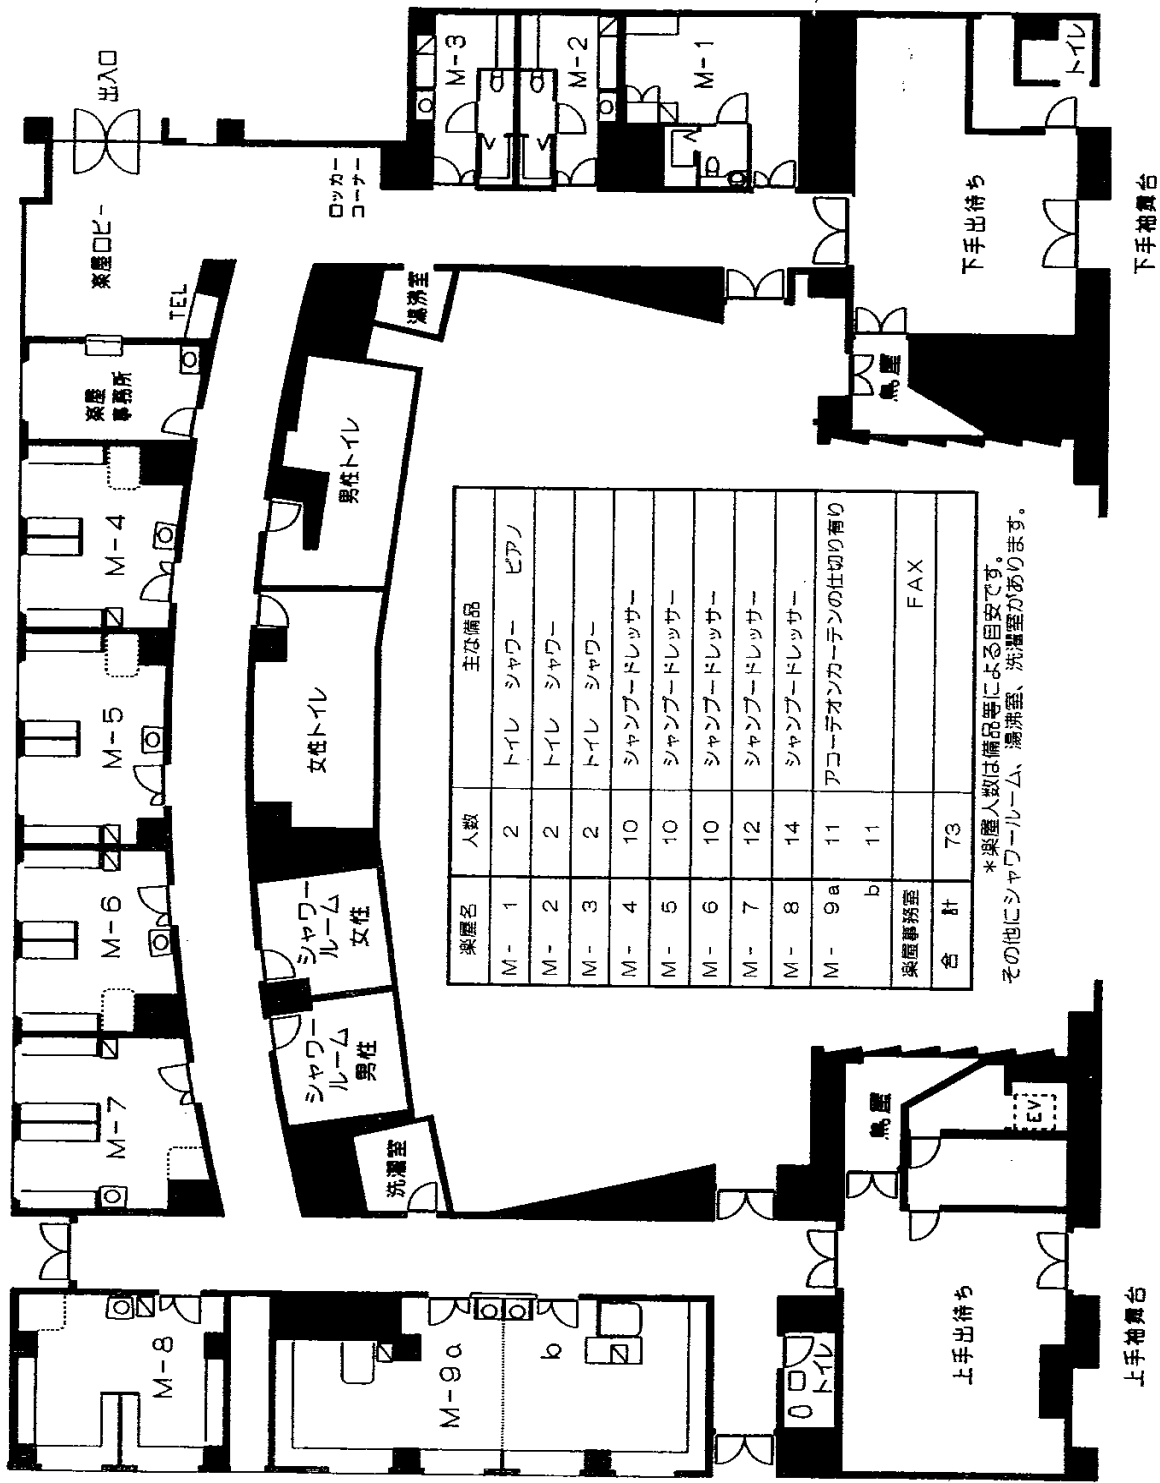 M-8
M-7
M-6
M-5
M-4
楽屋
事務所
楽屋ロビー
出入口
TEL
シャワー
ルーム
男性
シャワー
ルーム
女性
女性トイレ
男性トイレ
ロッカー
コーナー
洗濯室
湯沸室
M-9a
b
M-3
M-2
M-1
楽屋名 人数 主な備品
M- 1 2 トイレ シャワー ピアノ
M- 2 2 トイレ シャワー
M- 3 2 トイレ シャワー
M- 4 10 シャンプードレッサー
M- 5 10 シャンプードレッサー
M- 6 10 シャンプードレッサー
M- 7 12 シャンプードレッサー
M- 8 14 シャンプードレッサー
M- 9a 11 アコーデオンカーテンの仕切り有り
b 11
楽屋事務室 FAX
合 計 73
*楽屋人数は備品等による目安です。
その他にシャワールーム、湯沸室、洗濯室があります。
トイレ
鳥屋
EV
鳥屋
上手出待ち
下手出待ち
トイレ
上手袖舞台
下手袖舞台